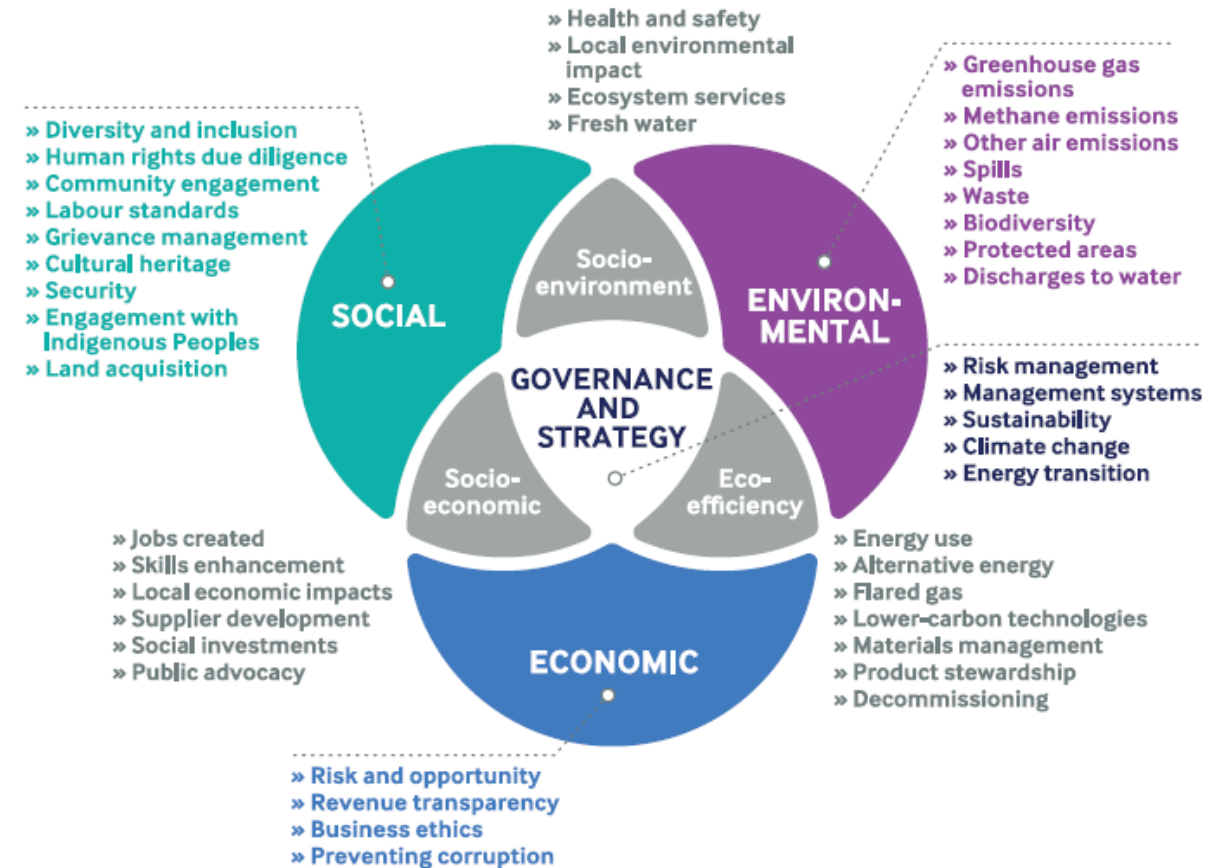 » Health and safety
» Local environmental
impact
» Ecosystem services
» Fresh water
» Diversity and inclusion
» Human rights due diligence
» Community engagement
» Labour standards
» Grievance management
» Cultural heritage
» Security
» Engagement with
Indigenous Peoples
» Land acquisition
» Greenhouse gas
emissions
» Methane emissions
» Other air emissions
» Spills
» Waste
» Biodiversity
» Protected areas
» Discharges to water
Socio-
environment
SOCIAL
ENVIRON-
MENTAL
GOVERNANCE
AND
STRATEGY
» Risk management
» Management systems
» Sustainability
» Climate change
» Energy transition
Socio-
economic
Eco-
efficiency
» Jobs created
» Skills enhancement
» Local economic impacts
» Supplier development
» Social investments
» Public advocacy
» Energy use
» Alternative energy
» Flared gas
» Lower-carbon technologies
» Materials management
» Product stewardship
» Decommissioning
ECONOMIC
» Risk and opportunity
» Revenue transparency
» Business ethics
» Preventing corruption